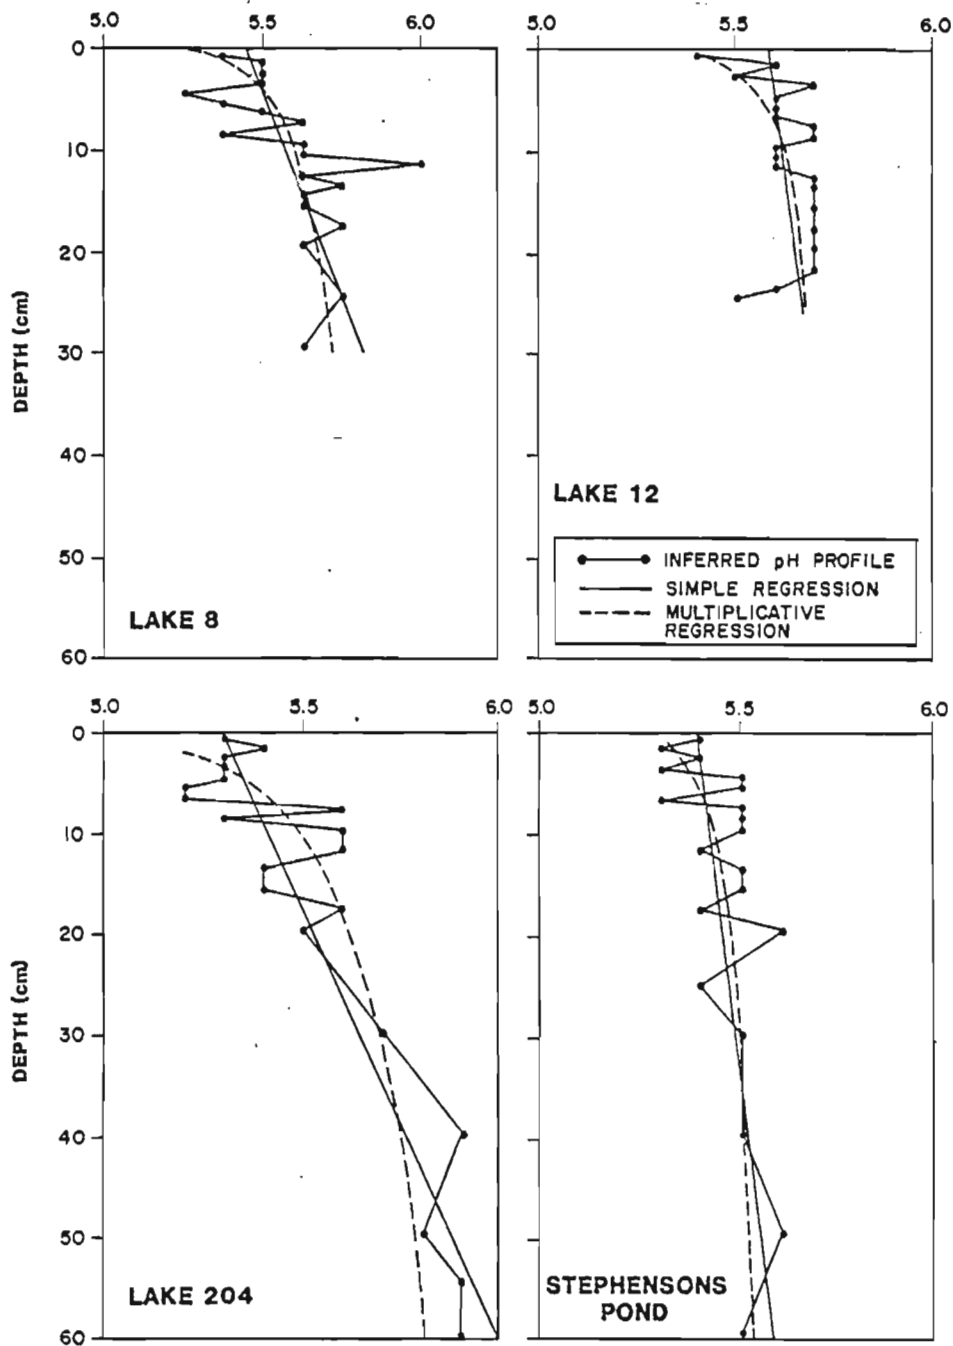 5.0 5.5 6.0 5.0 5.5 6.0
0
10
20
30
40
50
60
DEPTH (cm)
LAKE 8
LAKE 12
INFERRED pH PROFILE
SIMPLE REGRESSION
MULTIPLICATIVE
REGRESSION
5.0 5.5 6.0 5.0 5.5 6.0
0
10
20
30
40
50
60
DEPTH (cm)
LAKE 204
STEPHENSONS
POND